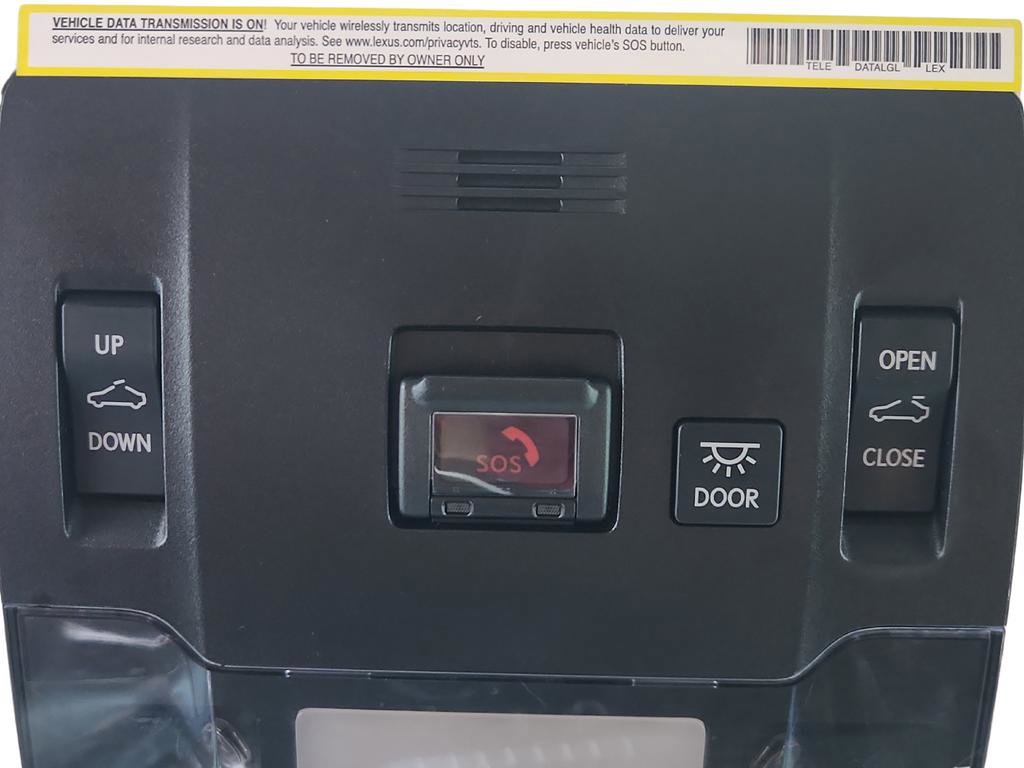 VEHICLE DATA TRANSMISSION IS ON! Your vehicle wirelessly transmits location, driving and vehicle health data to deliver your
services and for internal research and data analysis. See www.lexus.com/privacyvts. To disable, press vehicle's SOS button.
TO BE REMOVED BY OWNER ONLY
TELE DATALGL LEX
UP
DOWN
SOS
DOOR
OPEN
CLOSE